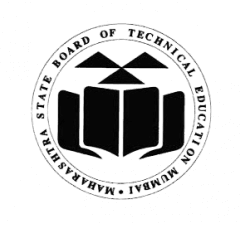 MAHARASHTRA STATE BOARD OF TECHNICAL EDUCATION MUMBAI •